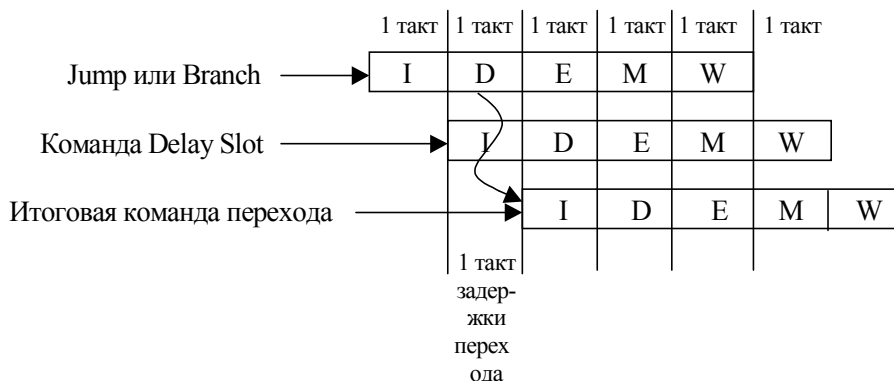 1 такт 1 такт 1 такт 1 такт 1 такт 1 такт
Jump или Branch I D E M W
Команда Delay Slot I D E M W
Итоговая команда перехода I D E M W
1 такт
задер-
жки
перех
ода